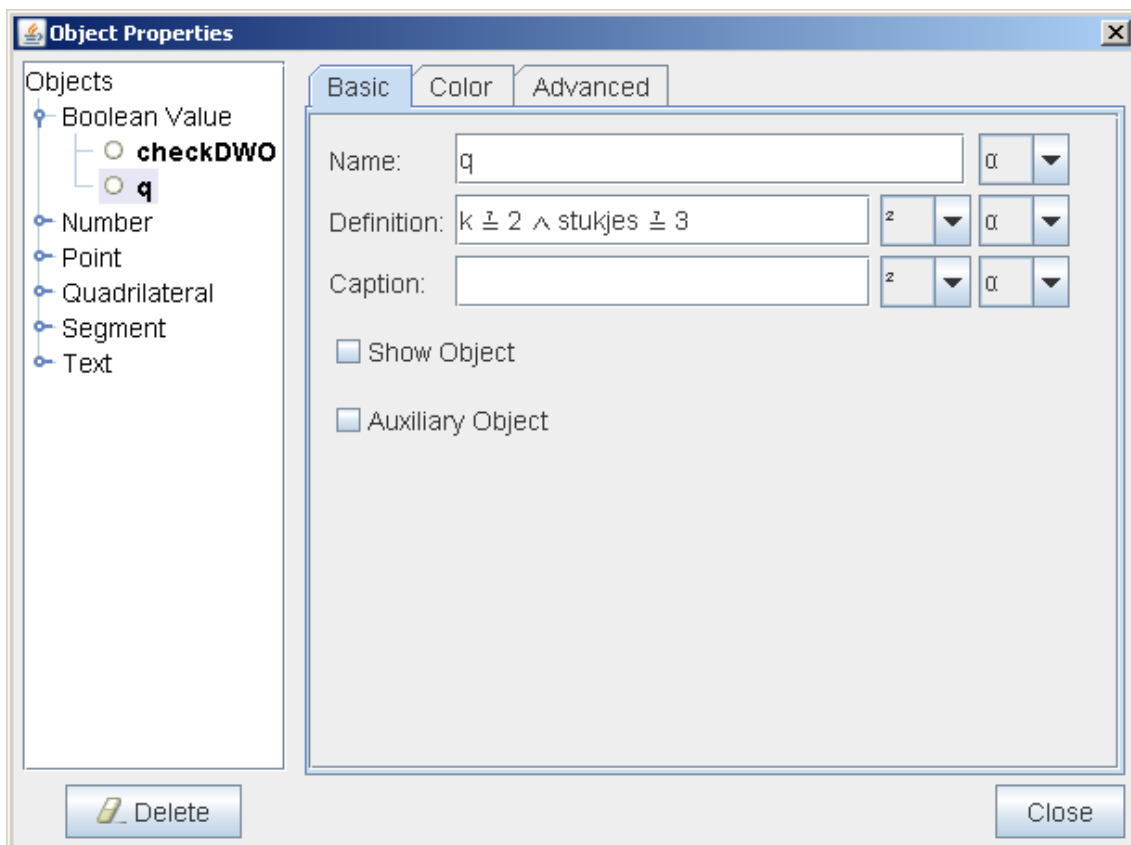 Object Properties
Objects
Boolean Value
checkDWO
q
Number
Point
Quadrilateral
Segment
Text
Basic Color Advanced
Name: q α
Definition: k ≟ 2 ∧ stukjes ≟ 3 ² α
Caption: ² α
Show Object
Auxiliary Object
Delete Close